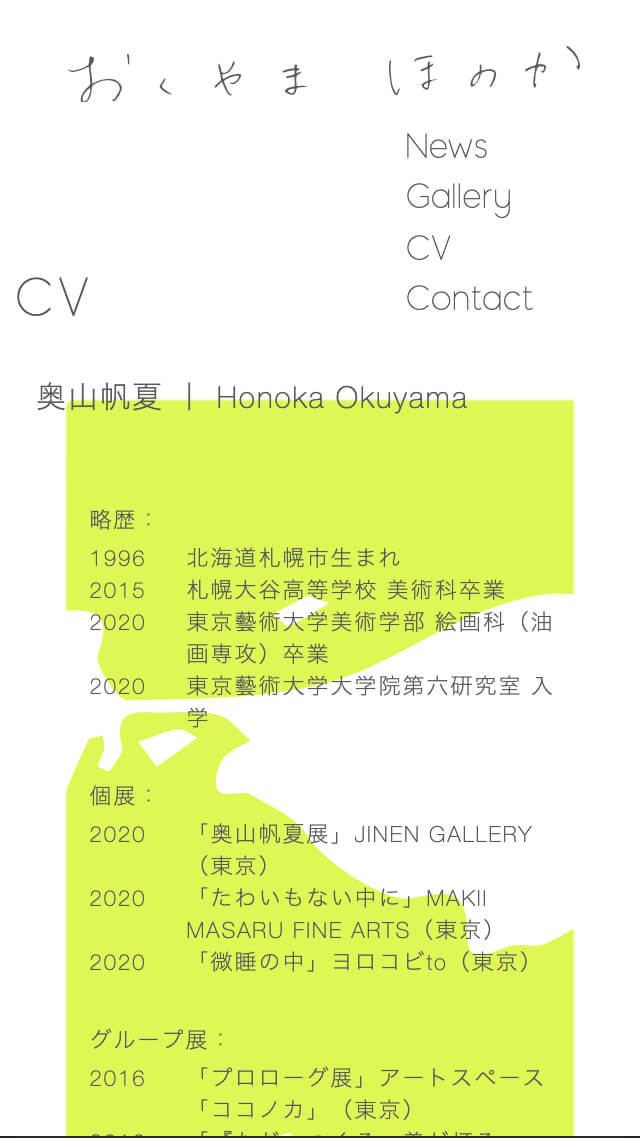 おくやま ほのか
News
Gallery
CV
Contact
CV
奥山帆夏 | Honoka Okuyama
略歴：
1996 北海道札幌市生まれ
2015 札幌大谷高等学校 美術科卒業
2020 東京藝術大学美術学部 絵画科（油
画専攻）卒業
2020 東京藝術大学大学院第六研究室 入
学
個展：
2020 「奥山帆夏展」JINEN GALLERY
（東京）
2020 「たわいもない中に」MAKII
MASARU FINE ARTS（東京）
2020 「微睡の中」ヨロコビto（東京）
グループ展：
2016 「プロローグ展」アートスペース
「ココノカ」（東京）